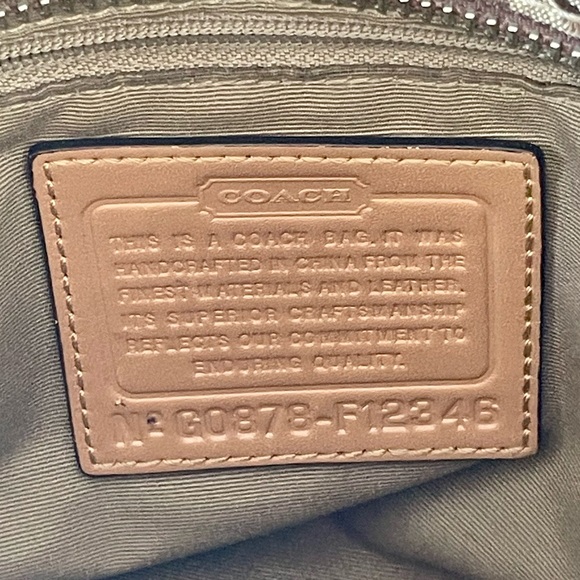 COACH
THIS IS A COACH BAG. IT WAS
HANDCRAFTED IN CHINA FROM THE
FINEST MATERIALS AND LEATHER.
ITS SUPERIOR CRAFTSMANSHIP
REFLECTS OUR COMMITMENT TO
ENDURING QUALITY.
Nº G0878-F12346